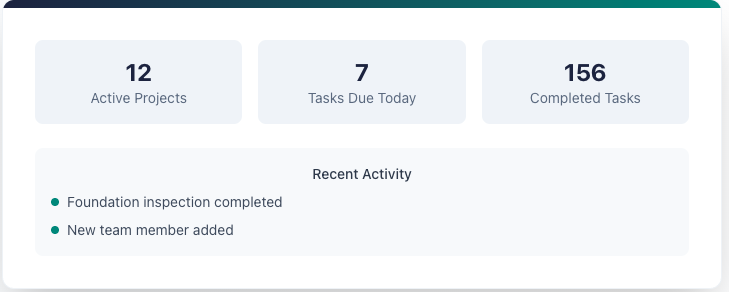 12
Active Projects
7
Tasks Due Today
156
Completed Tasks
Recent Activity
Foundation inspection completed
New team member added